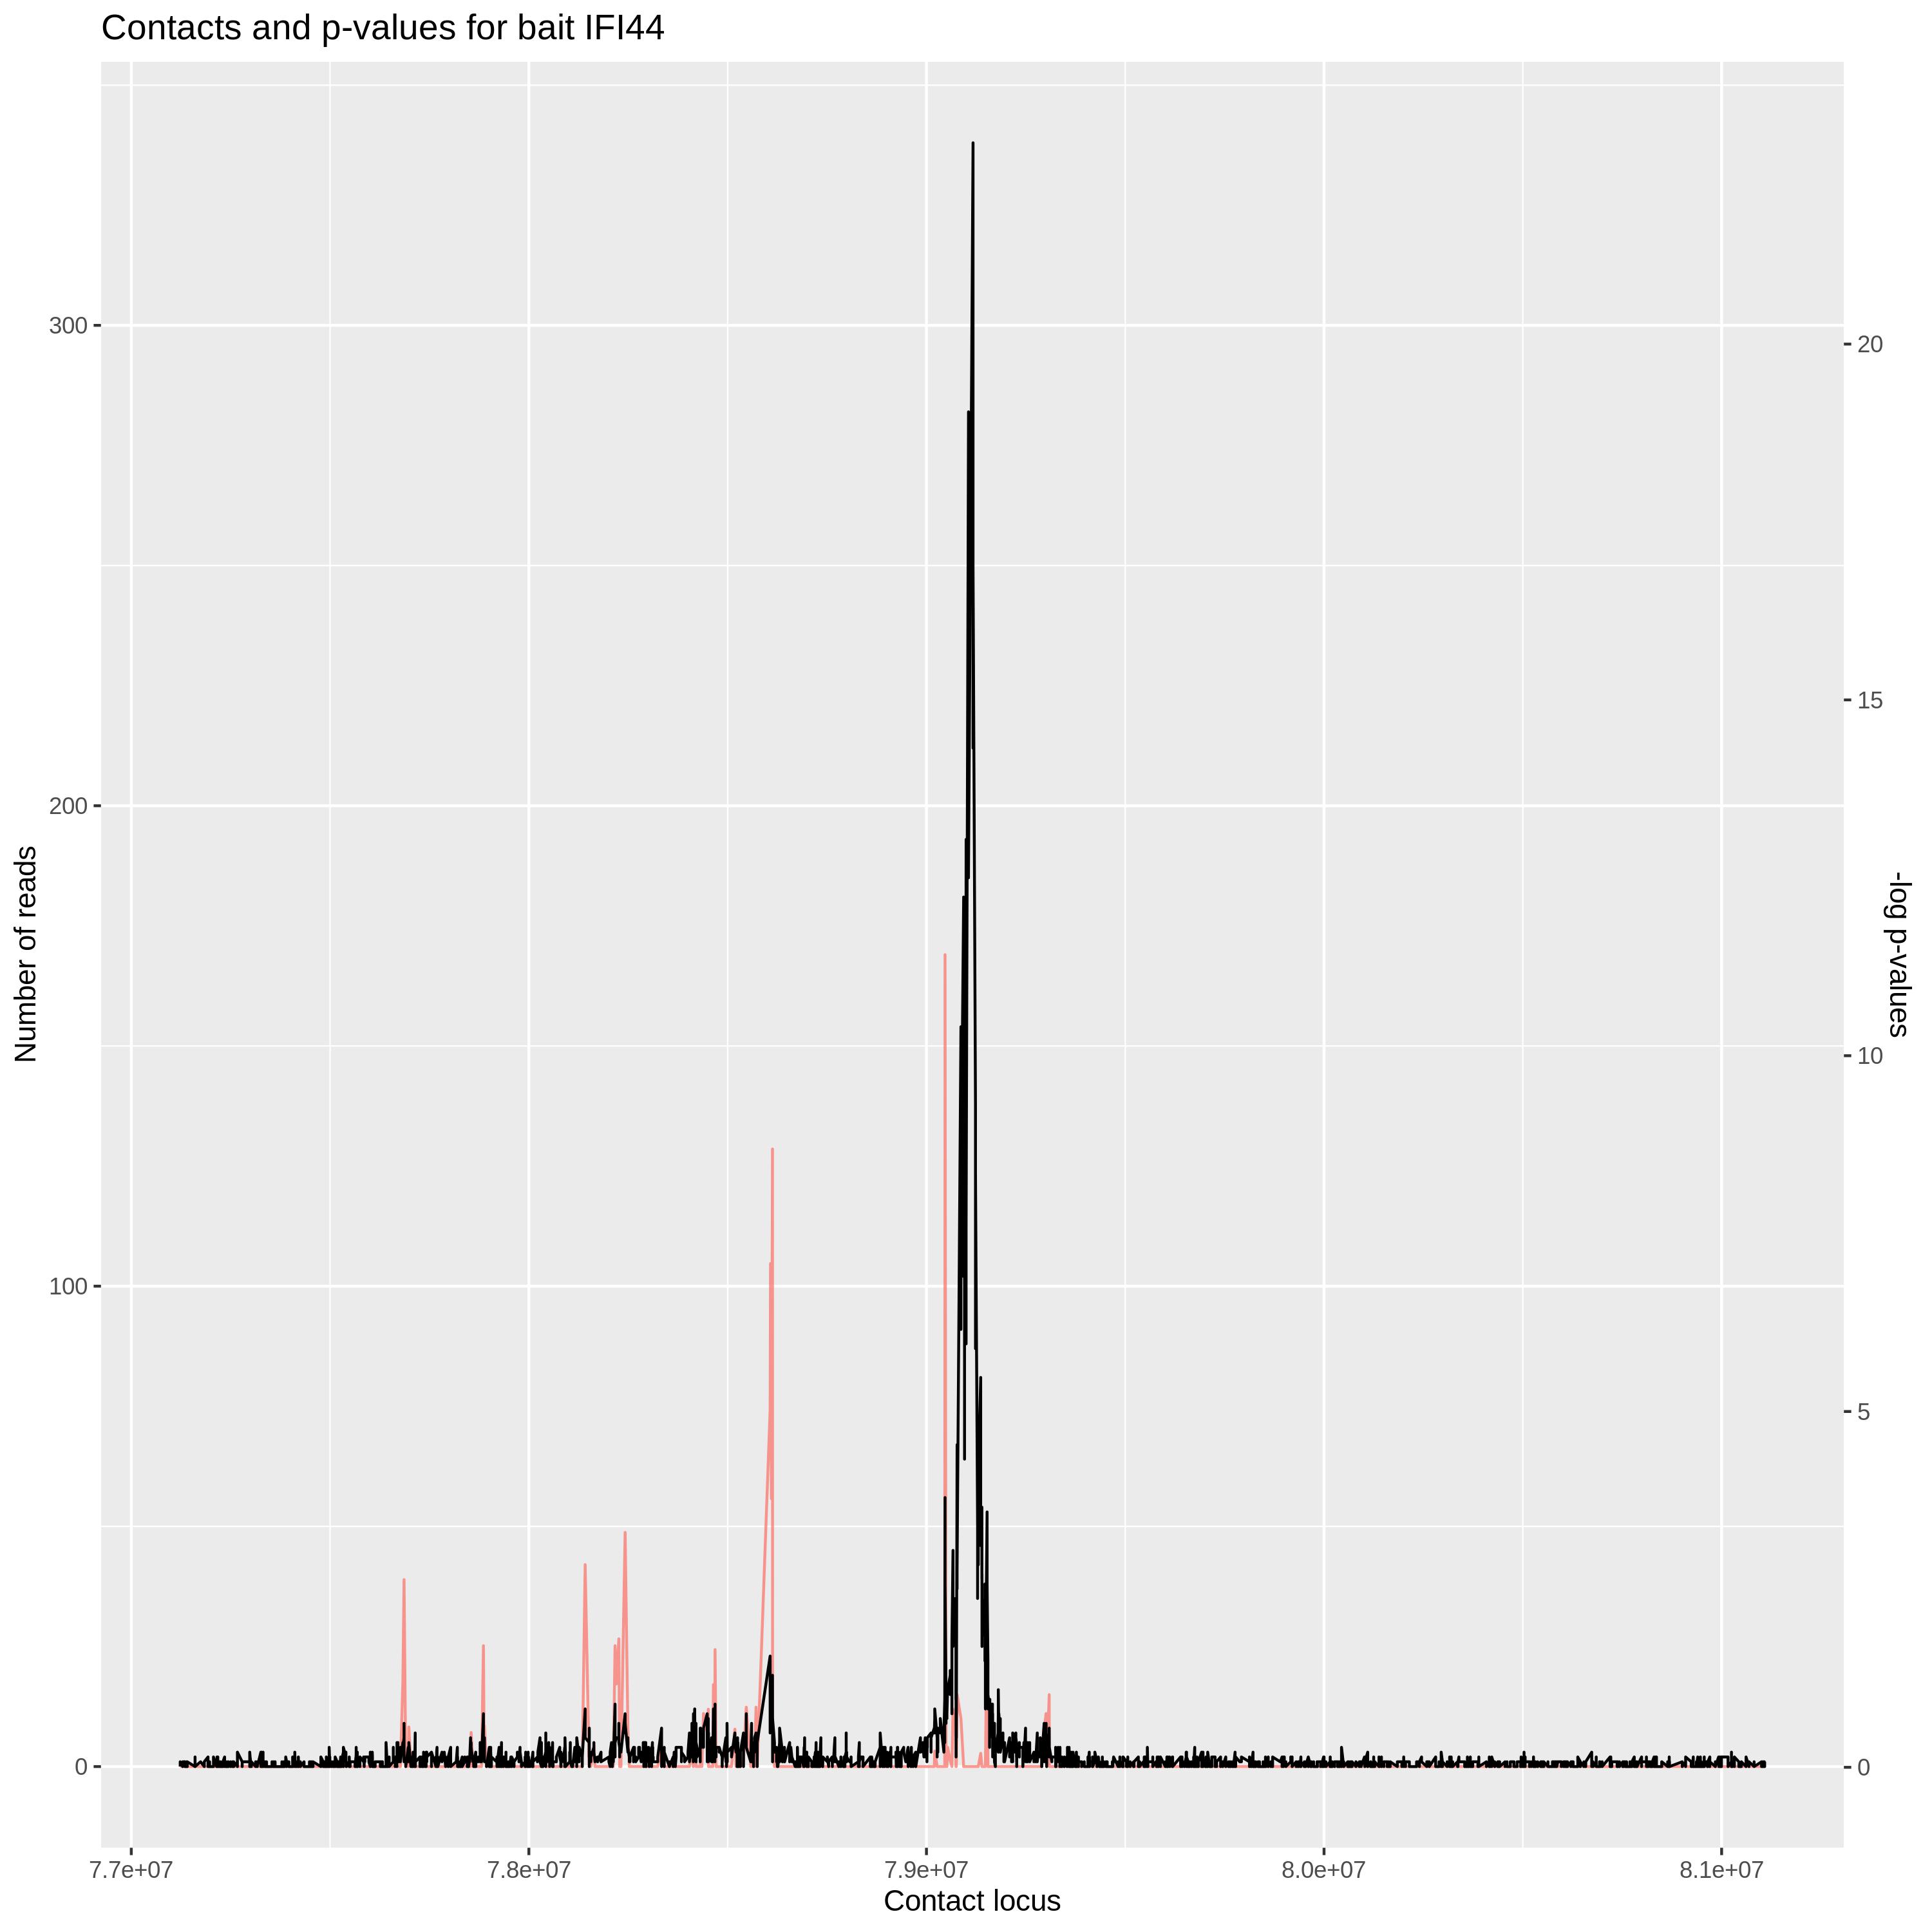 Contacts and p-values for bait IFI44
300
200
100
0
Number of reads
20
15
10
5
0
-log p-values
7.7e+07
7.8e+07
7.9e+07
8.0e+07
8.1e+07
Contact locus